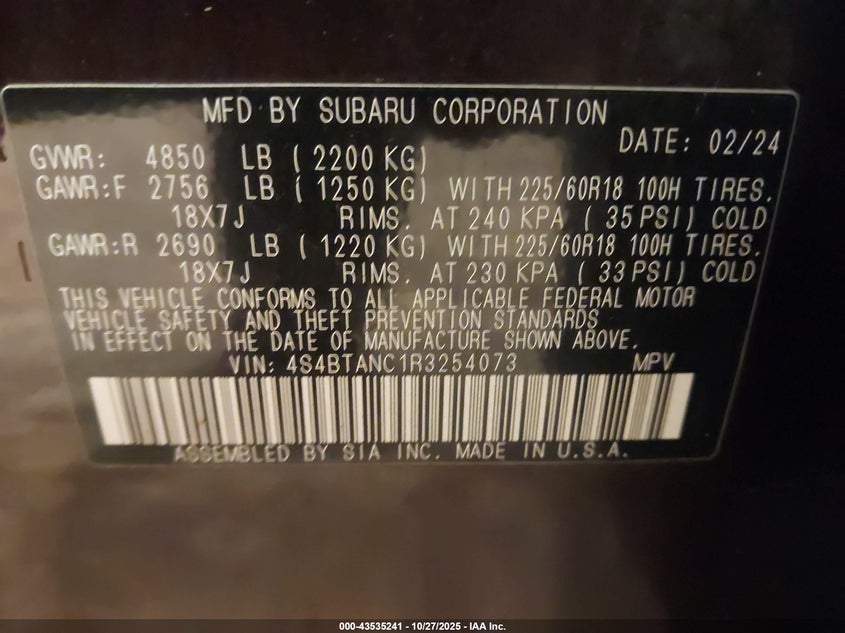 MFD BY SUBARU CORPORATION
DATE: 02/24
GVWR: 4850 LB ( 2200 KG)
GAWR:F 2756 LB ( 1250 KG) WITH 225/60R18 100H TIRES.
18X7J RIMS. AT 240 KPA ( 35 PSI) COLD
GAWR:R 2690 LB ( 1220 KG) WITH 225/60R18 100H TIRES.
18X7J RIMS. AT 230 KPA ( 33 PSI) COLD
THIS VEHICLE CONFORMS TO ALL APPLICABLE FEDERAL MOTOR
VEHICLE SAFETY AND THEFT PREVENTION STANDARDS
IN EFFECT ON THE DATE OF MANUFACTURE SHOWN ABOVE.
VIN: 4S4BTANC1R3254073 MPV
ASSEMBLED BY SIA INC. MADE IN U.S.A.
000-43535241 - 10/27/2025 - IAA Inc.